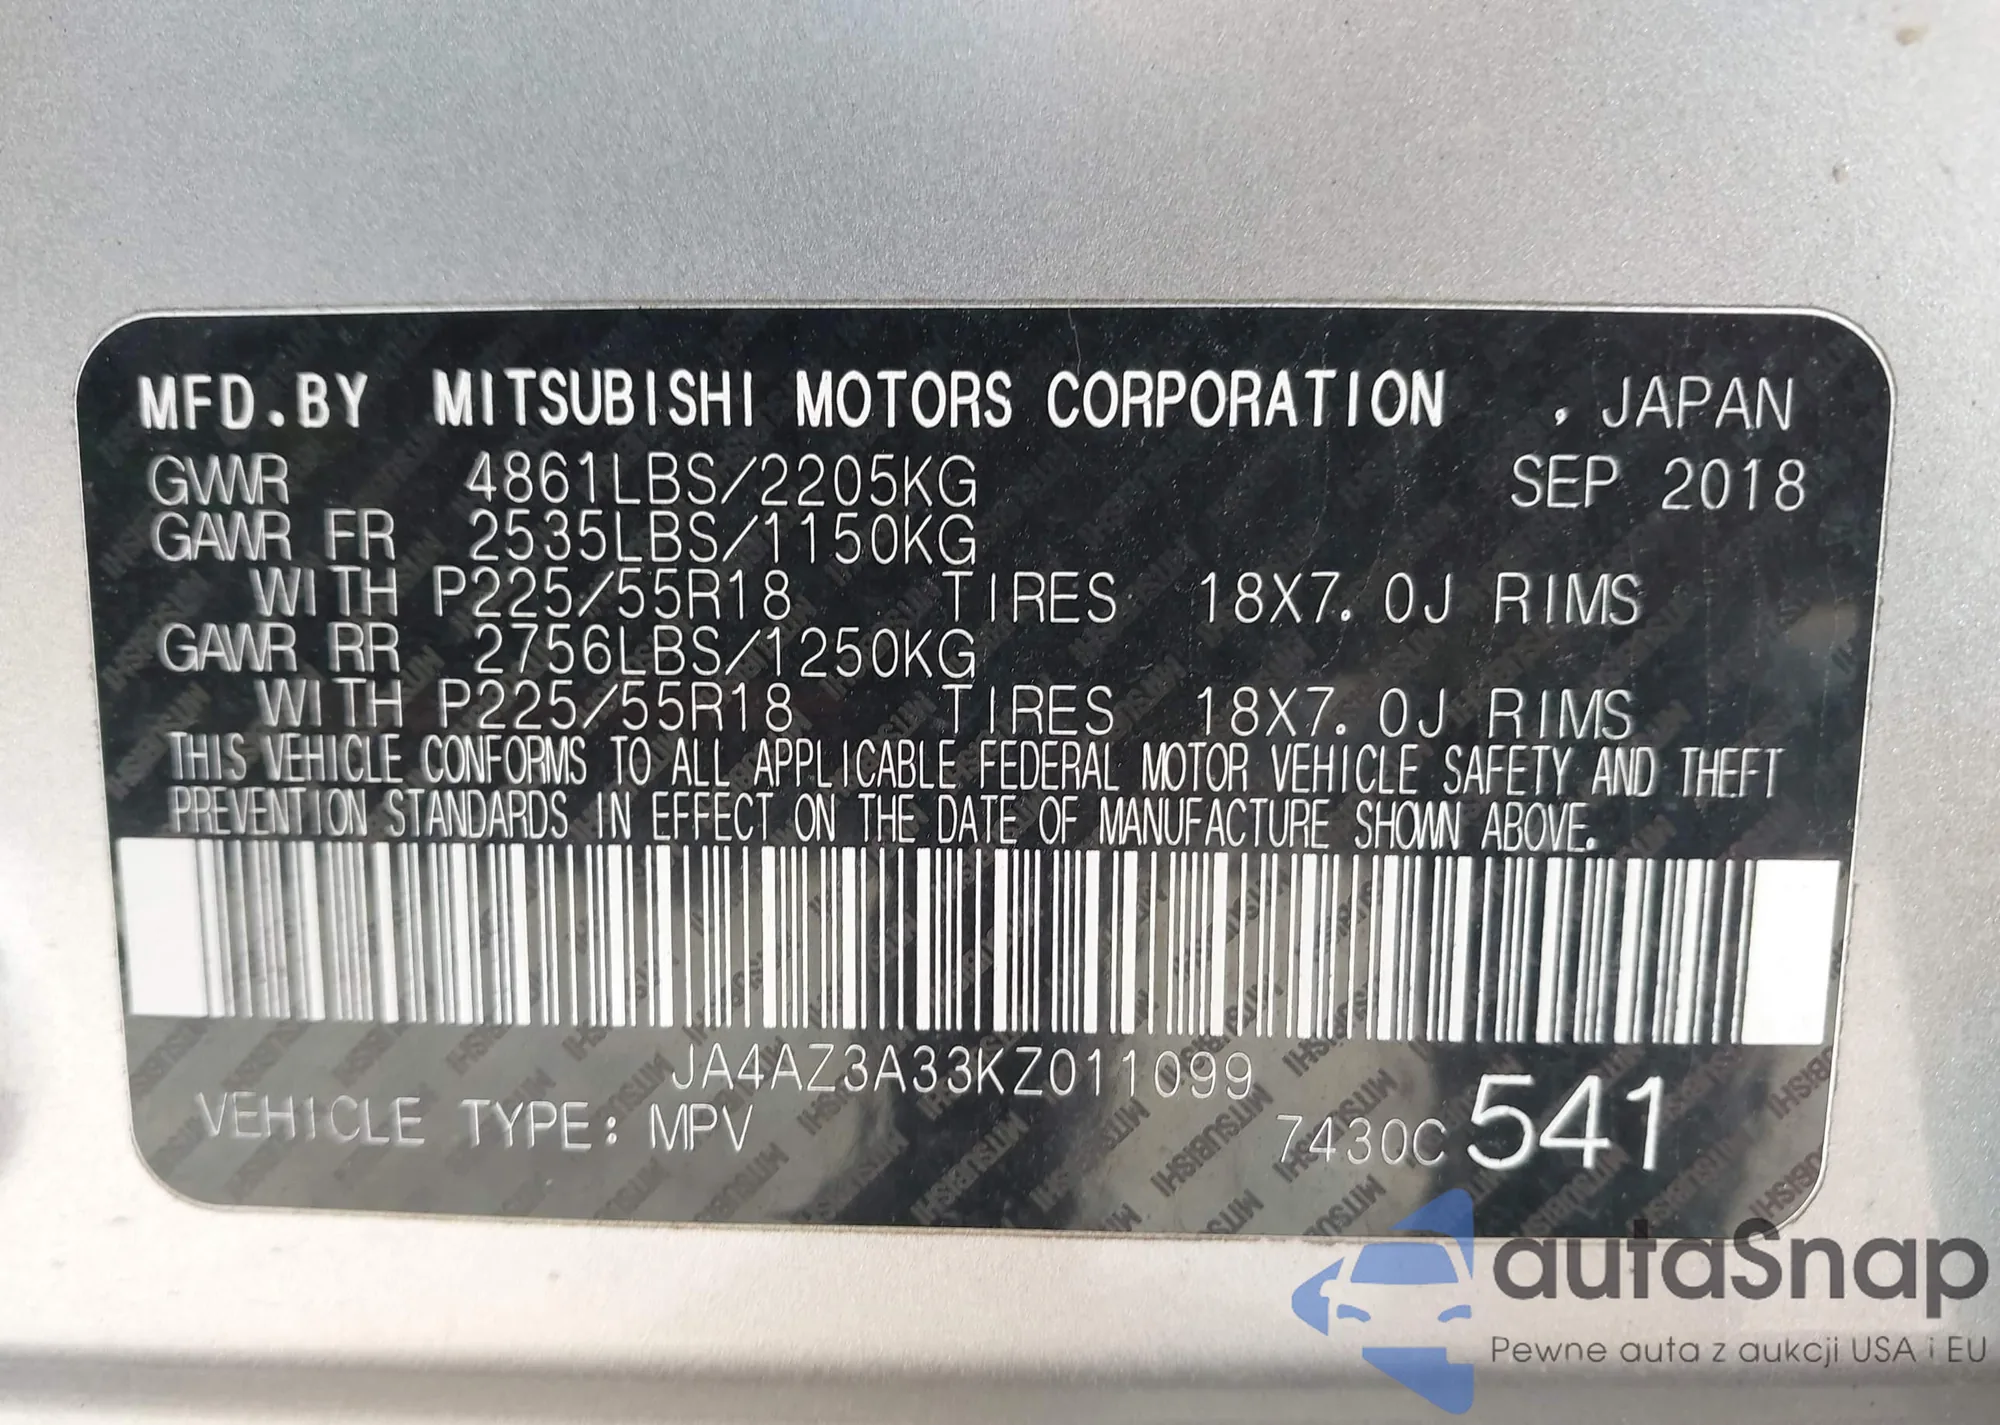 MFD.BY MITSUBISHI MOTORS CORPORATION , JAPAN
GVWR 4861LBS/2205KG SEP 2018
GAWR FR 2535LBS/1150KG
WITH P225/55R18 TIRES 18X7.0J RIMS
GAWR RR 2756LBS/1250KG
WITH P225/55R18 TIRES 18X7.0J RIMS
THIS VEHICLE CONFORMS TO ALL APPLICABLE FEDERAL MOTOR VEHICLE SAFETY AND THEFT
PREVENTION STANDARDS IN EFFECT ON THE DATE OF MANUFACTURE SHOWN ABOVE.
JA4AZ3A33KZ011099
VEHICLE TYPE: MPV 7430C 541
autaSnap
Pewne auta z aukcji USA i EU